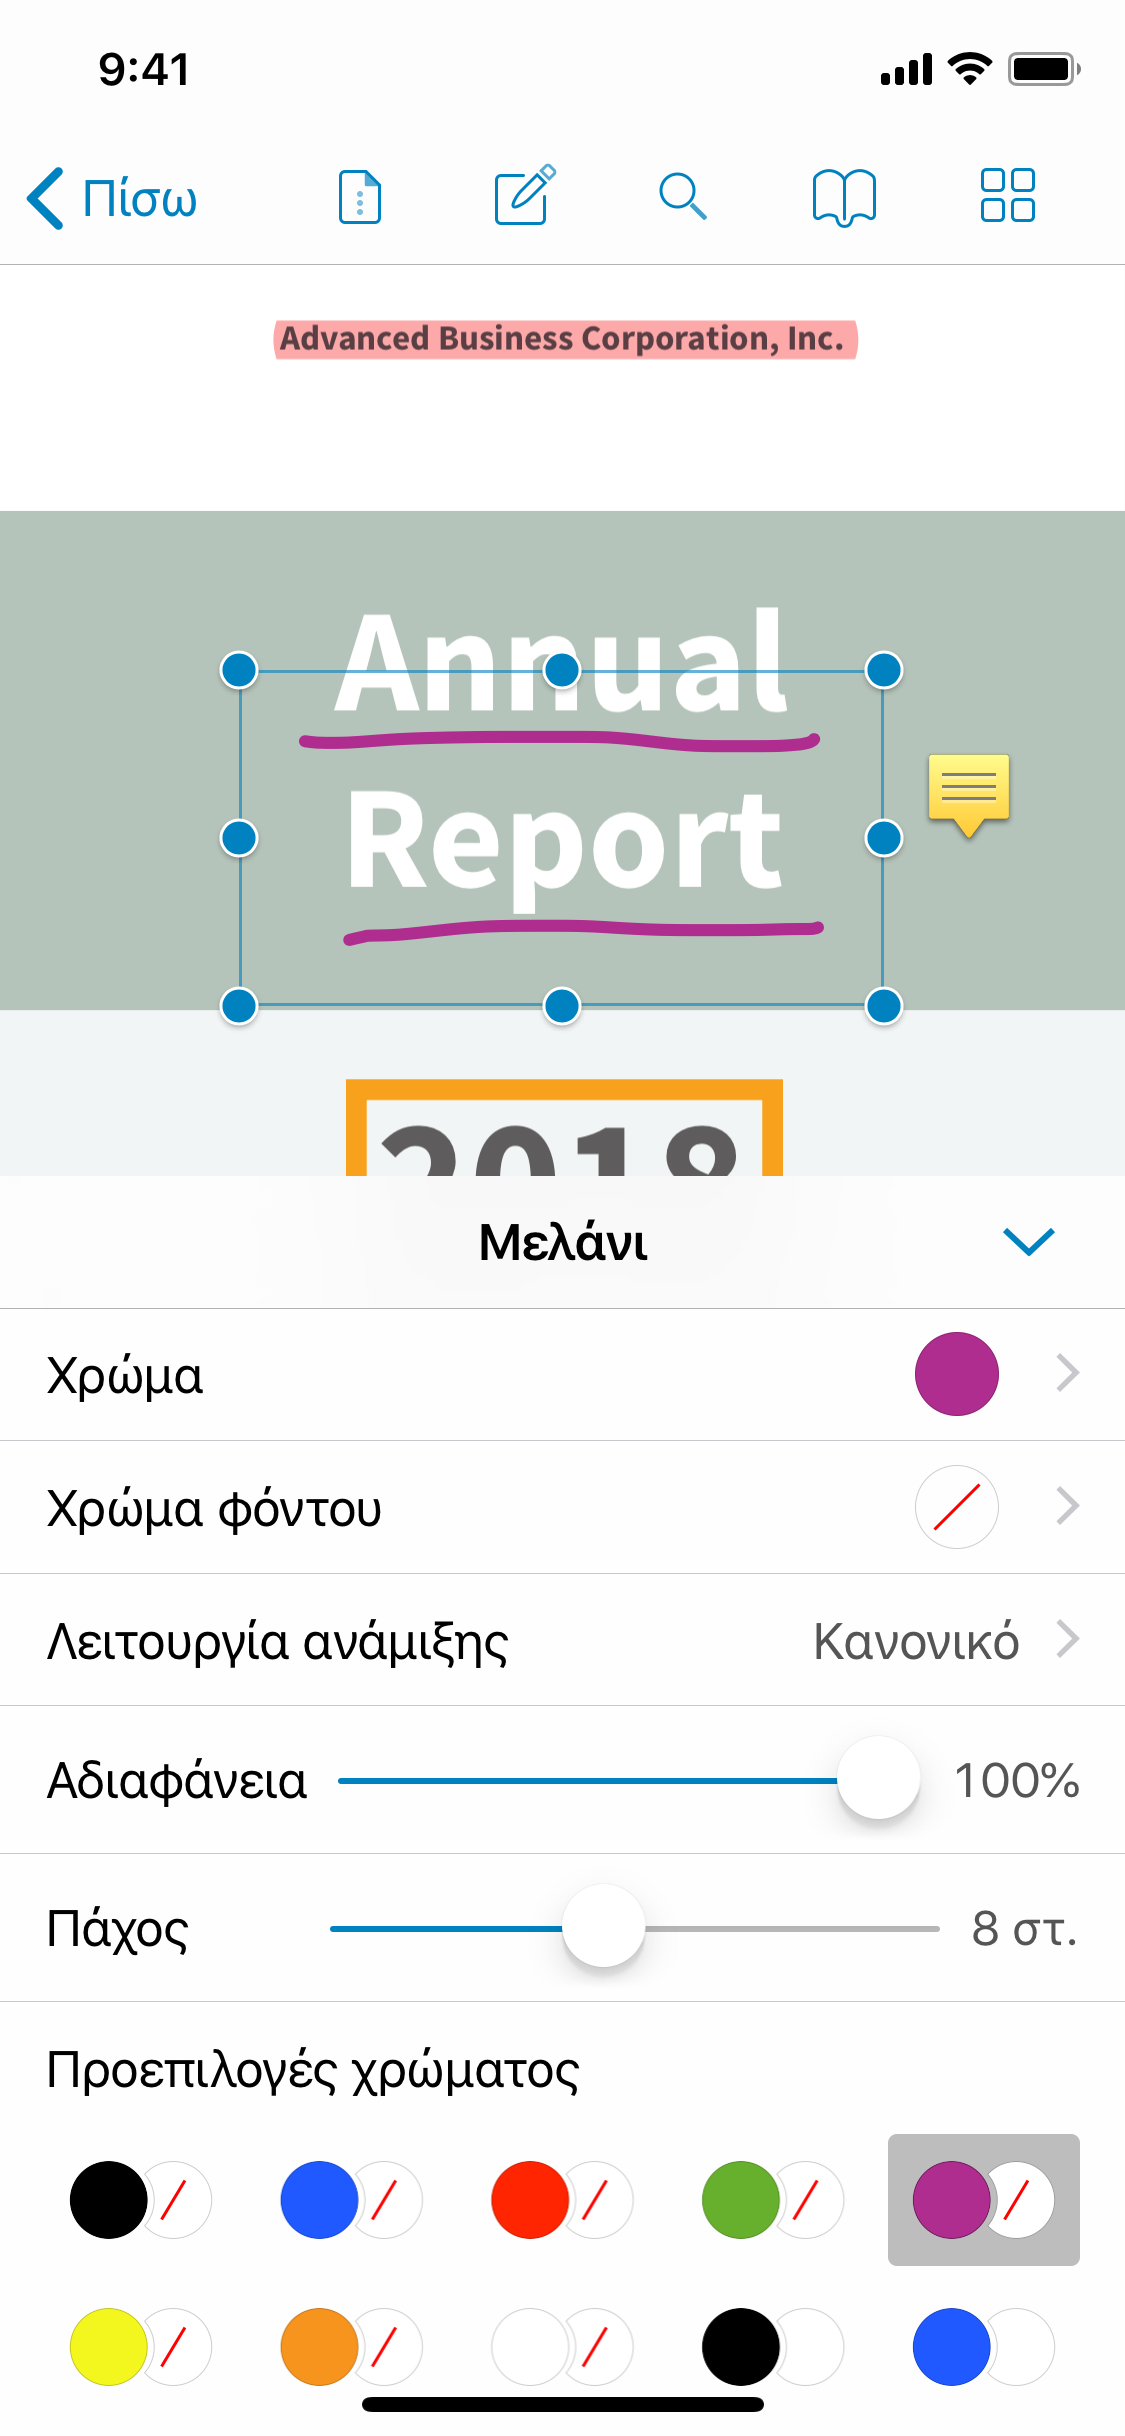 9:41
Πίσω
Advanced Business Corporation, Inc.
Annual
Report
2018
Μελάνι
Χρώμα
Χρώμα φόντου
Λειτουργία ανάμιξης Κανονικό
Αδιαφάνεια 100%
Πάχος 8 στ.
Προεπιλογές χρώματος